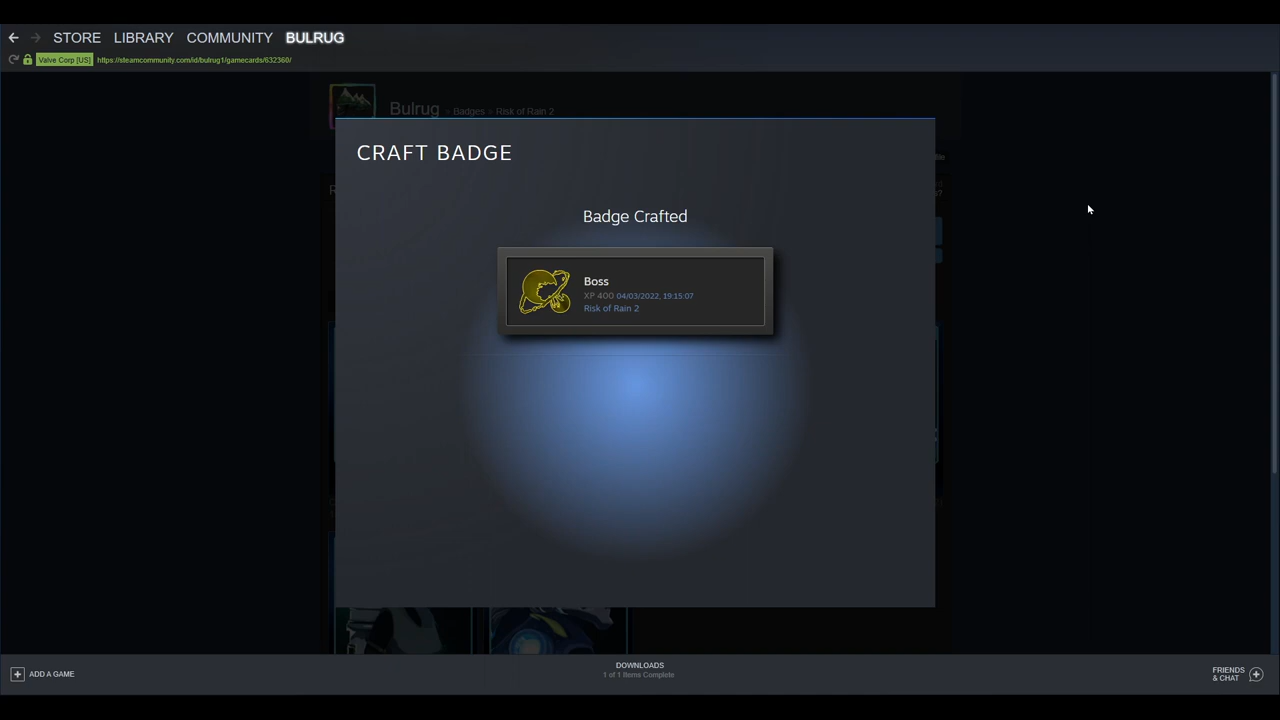 STORE LIBRARY COMMUNITY BULRUG
Valve Corp [US] https://steamcommunity.com/id/bulrug1/gamecards/632360/
Bulrug » Badges » Risk of Rain 2
CRAFT BADGE
Badge Crafted
Boss
XP 400 04/03/2022, 19:15:07
Risk of Rain 2
ADD A GAME
DOWNLOADS
1 of 1 Items Complete
FRIENDS
& CHAT